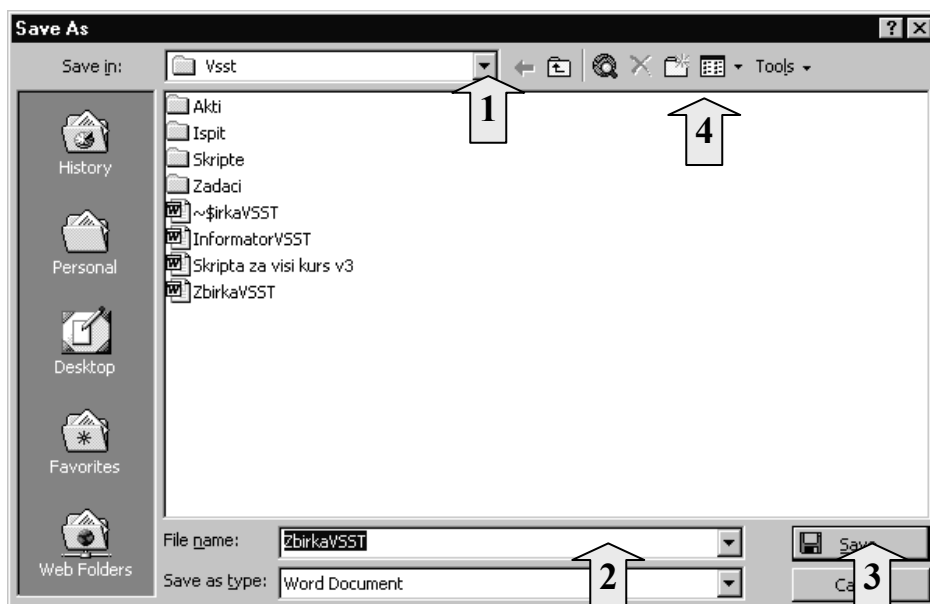 Save As
Save in:
Vsst
Tools
1
4
History
Personal
Desktop
Favorites
Web Folders
Akti
Ispit
Skripte
Zadaci
~$irkaVSST
InformatorVSST
Skripta za visi kurs v3
ZbirkaVSST
File name:
ZbirkaVSST
Save
Save as type:
Word Document
2
3